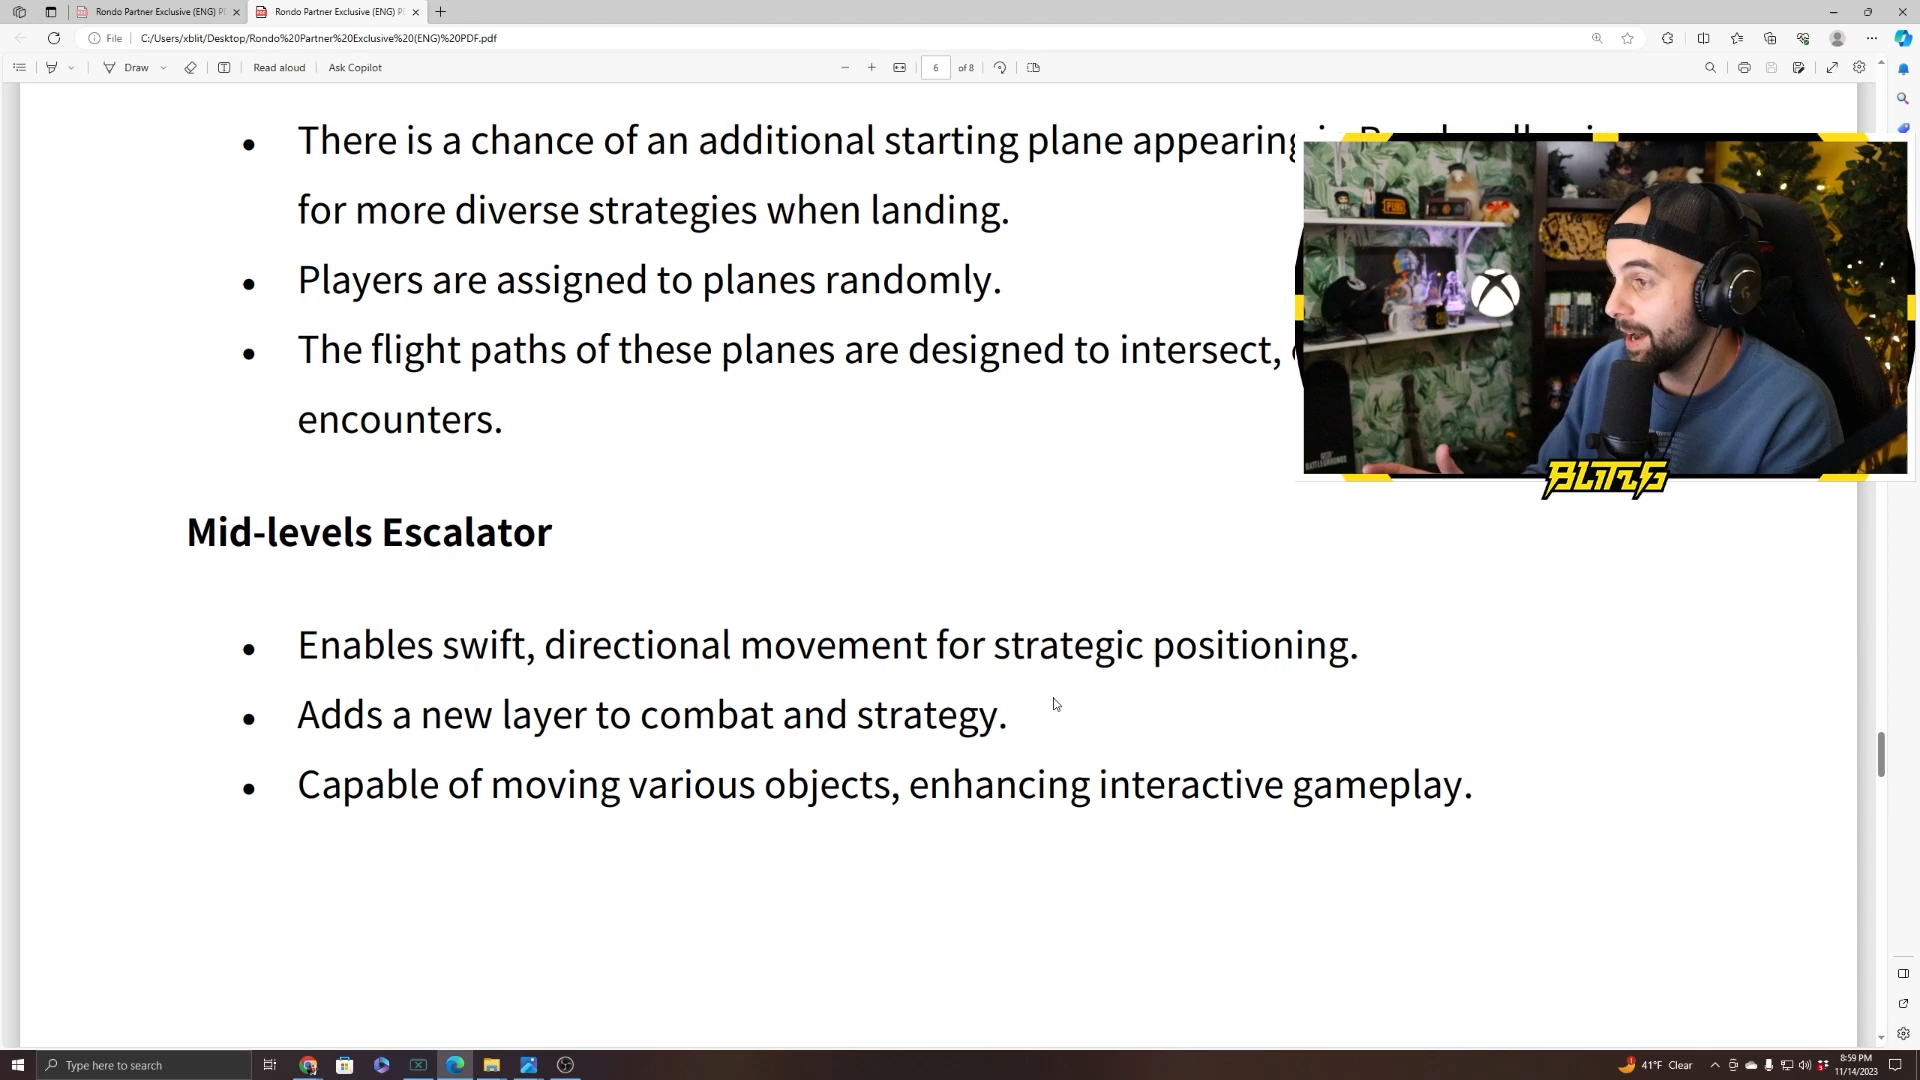 Rondo Partner Exclusive (ENG) P
Rondo Partner Exclusive (ENG) P
File
C:/Users/xblit/Desktop/Rondo%20Partner%20Exclusive%20(ENG)%20PDF.pdf
Draw
Read aloud
Ask Copilot
6
of 8
There is a chance of an additional starting plane appearing
for more diverse strategies when landing.
Players are assigned to planes randomly.
The flight paths of these planes are designed to intersect,
encounters.
BLITZG
Mid-levels Escalator
Enables swift, directional movement for strategic positioning.
Adds a new layer to combat and strategy.
Capable of moving various objects, enhancing interactive gameplay.
Type here to search
41°F Clear
8:59 PM
11/14/2023